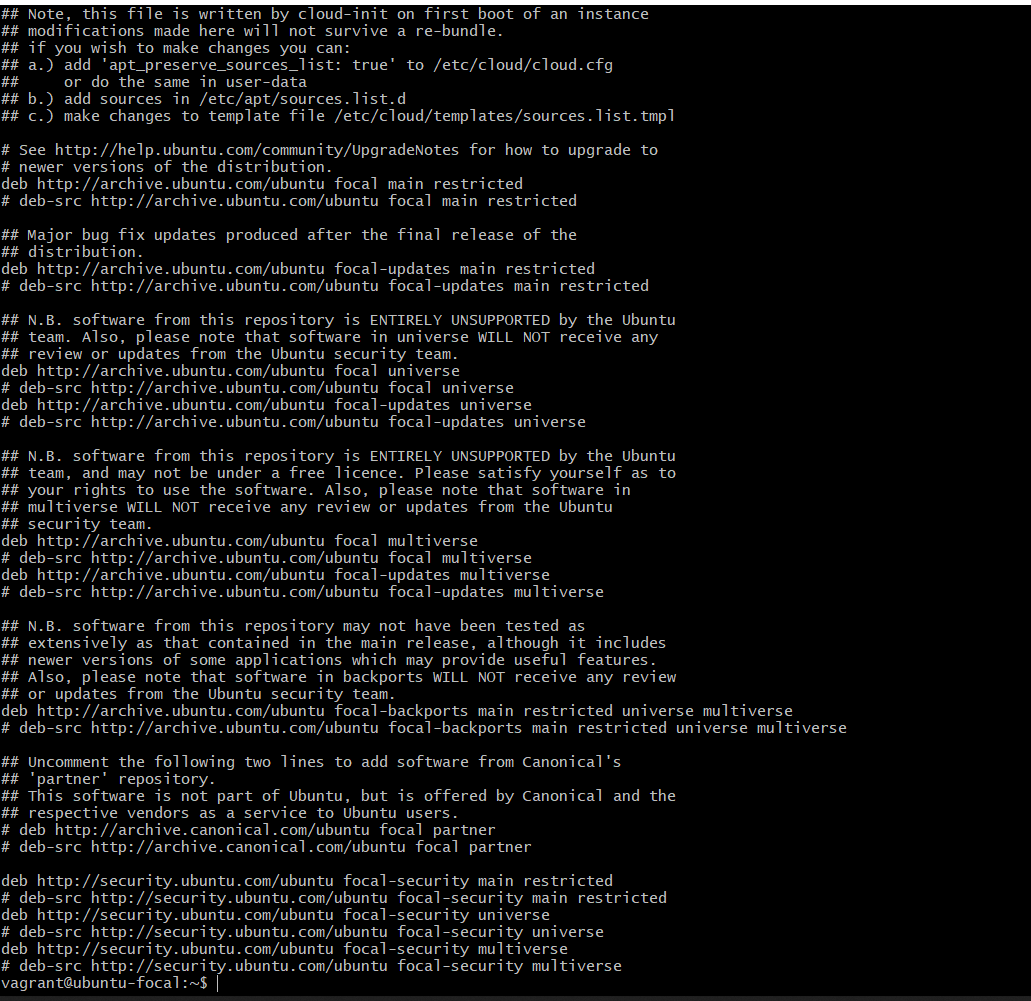 ## Note, this file is written by cloud-init on first boot of an instance
## modifications made here will not survive a re-bundle.
## if you wish to make changes you can:
## a.) add 'apt_preserve_sources_list: true' to /etc/cloud/cloud.cfg
##     or do the same in user-data
## b.) add sources in /etc/apt/sources.list.d
## c.) make changes to template file /etc/cloud/templates/sources.list.tmpl

# See http://help.ubuntu.com/community/UpgradeNotes for how to upgrade to
# newer versions of the distribution.
deb http://archive.ubuntu.com/ubuntu focal main restricted
# deb-src http://archive.ubuntu.com/ubuntu focal main restricted

## Major bug fix updates produced after the final release of the
## distribution.
deb http://archive.ubuntu.com/ubuntu focal-updates main restricted
# deb-src http://archive.ubuntu.com/ubuntu focal-updates main restricted

## N.B. software from this repository is ENTIRELY UNSUPPORTED by the Ubuntu
## team. Also, please note that software in universe WILL NOT receive any
## review or updates from the Ubuntu security team.
deb http://archive.ubuntu.com/ubuntu focal universe
# deb-src http://archive.ubuntu.com/ubuntu focal universe
deb http://archive.ubuntu.com/ubuntu focal-updates universe
# deb-src http://archive.ubuntu.com/ubuntu focal-updates universe

## N.B. software from this repository is ENTIRELY UNSUPPORTED by the Ubuntu
## team, and may not be under a free licence. Please satisfy yourself as to
## your rights to use the software. Also, please note that software in
## multiverse WILL NOT receive any review or updates from the Ubuntu
## security team.
deb http://archive.ubuntu.com/ubuntu focal multiverse
# deb-src http://archive.ubuntu.com/ubuntu focal multiverse
deb http://archive.ubuntu.com/ubuntu focal-updates multiverse
# deb-src http://archive.ubuntu.com/ubuntu focal-updates multiverse

## N.B. software from this repository may not have been tested as
## extensively as that contained in the main release, although it includes
## newer versions of some applications which may provide useful features.
## Also, please note that software in backports WILL NOT receive any review
## or updates from the Ubuntu security team.
deb http://archive.ubuntu.com/ubuntu focal-backports main restricted universe multiverse
# deb-src http://archive.ubuntu.com/ubuntu focal-backports main restricted universe multiverse

## Uncomment the following two lines to add software from Canonical's
## 'partner' repository.
## This software is not part of Ubuntu, but is offered by Canonical and the
## respective vendors as a service to Ubuntu users.
# deb http://archive.canonical.com/ubuntu focal partner
# deb-src http://archive.canonical.com/ubuntu focal partner

deb http://security.ubuntu.com/ubuntu focal-security main restricted
# deb-src http://security.ubuntu.com/ubuntu focal-security main restricted
deb http://security.ubuntu.com/ubuntu focal-security universe
# deb-src http://security.ubuntu.com/ubuntu focal-security universe
deb http://security.ubuntu.com/ubuntu focal-security multiverse
# deb-src http://security.ubuntu.com/ubuntu focal-security multiverse
vagrant@ubuntu-focal:~$